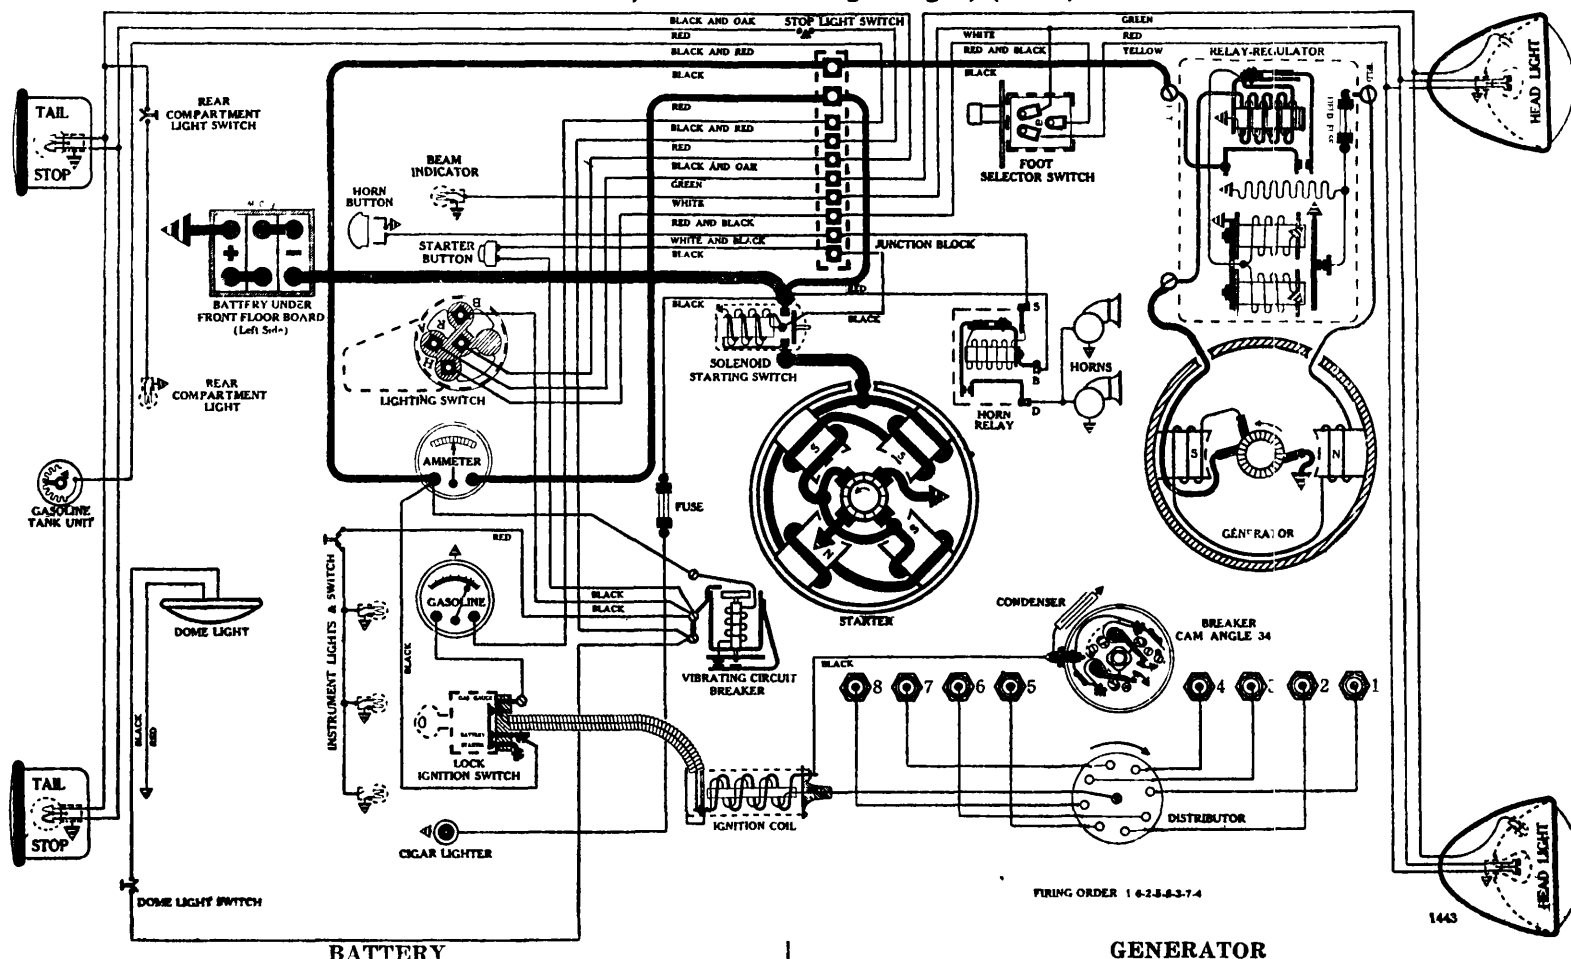 BLACK AND OAK
STOP LIGHT SWITCH
RED
BLACK AND RED
BLACK
RED
BLACK AND RED
RED
BLACK AND OAK
GREEN
WHITE
RED AND BLACK
WHITE AND BLACK
BLACK
WHITE
RED AND BLACK
BLACK
GREEN
RED
YELLOW
RELAY-REGULATOR
HEAD LIGHT
TAIL
STOP
REAR
COMPARTMENT
LIGHT SWITCH
BEAM
INDICATOR
HORN
BUTTON
STARTER
BUTTON
FOOT
SELECTOR SWITCH
JUNCTION BLOCK
+
BATTERY UNDER
FRONT FLOOR BOARD
(Left Side)
B
R
A
H
LIGHTING SWITCH
BLACK
RED
BLACK
SOLENOID
STARTING SWITCH
S
B
D
HORNS
HORN
RELAY
REAR
COMPARTMENT
LIGHT
AMMETER
GASOLINE
TANK UNIT
FUSE
S
S
S
N
STARTER
S
N
GENERATOR
RED
BLACK
BLACK
GASOLINE
INSTRUMENT LIGHTS & SWITCH
BLACK
DOME LIGHT
VIBRATING CIRCUIT
BREAKER
CONDENSER
BREAKER
CAM ANGLE 34
BLACK
8
7
6
5
4
3
2
1
BLACK
RED
GAS GAUGE
BATTERY
STARTER
LOCK
IGNITION SWITCH
TAIL
STOP
IGNITION COIL
DISTRIBUTOR
CIGAR LIGHTER
DOME LIGHT SWITCH
FIRING ORDER
HEAD LIGHT
1443
BATTERY
GENERATOR